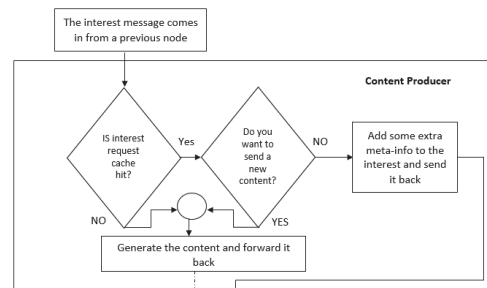 The interest message comes
in from a previous node
Content Producer
IS interest
request
cache
hit?
Yes
Do you
want to
send a
new
content?
NO
Add some extra
meta-info to the
interest and send
it back
NO
YES
Generate the content and forward it
back